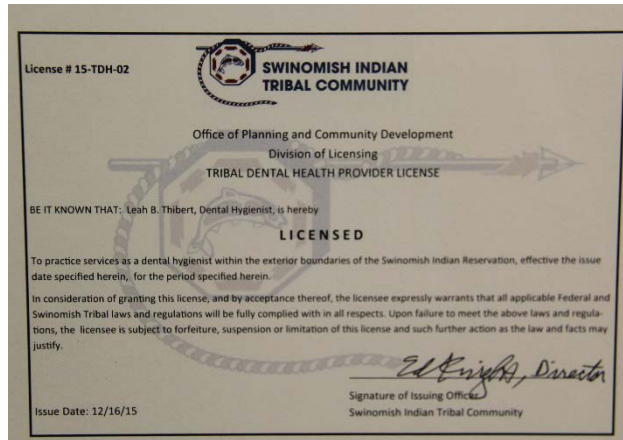 License # 15-TDH-02
SWINOMISH INDIAN
TRIBAL COMMUNITY
Office of Planning and Community Development
Division of Licensing
TRIBAL DENTAL HEALTH PROVIDER LICENSE
BE IT KNOWN THAT: Leah B. Thibert, Dental Hygienist, is hereby
LICENSED
To practice services as a dental hygienist within the exterior boundaries of the Swinomish Indian Reservation, effective the issue
date specified herein, for the period specified herein.
In consideration of granting this license, and by acceptance thereof, the licensee expressly warrants that all applicable Federal and
Swinomish Tribal laws and regulations will be fully complied with in all respects. Upon failure to meet the above laws and regula-
tions, the licensee is subject to forfeiture, suspension or limitation of this license and such further action as the law and facts may
justify.
Ed Knight, Director
Signature of Issuing Officer
Issue Date: 12/16/15
Swinomish Indian Tribal Community